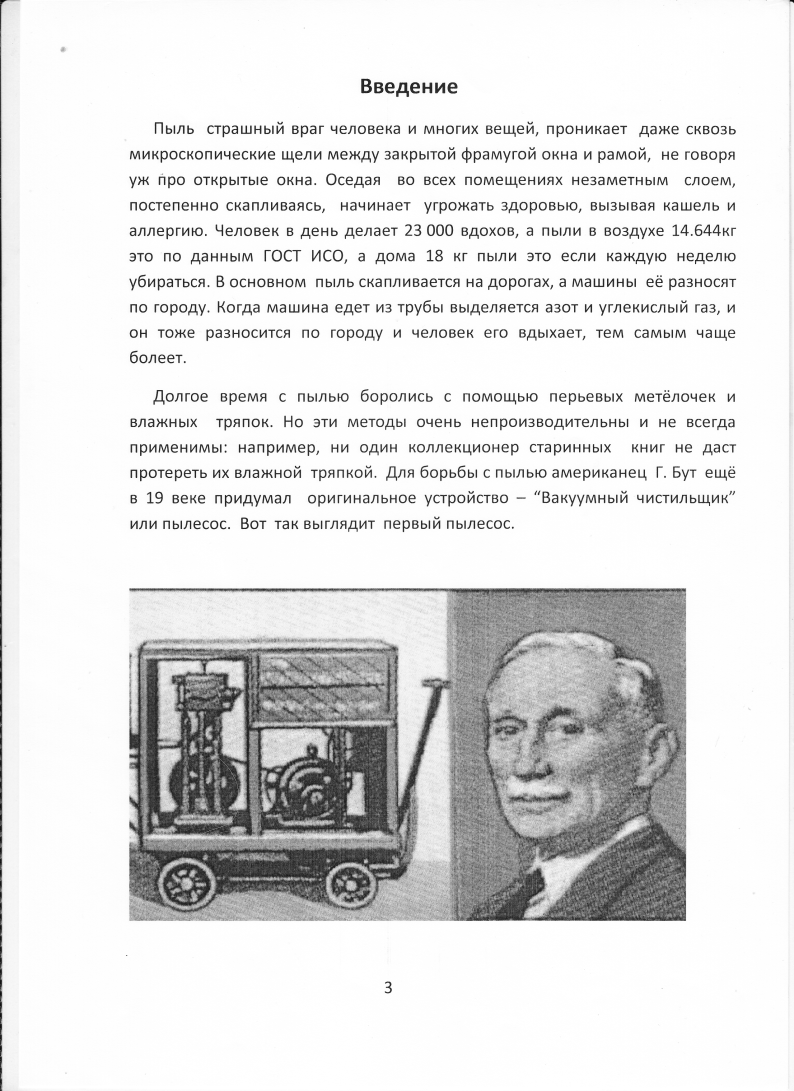 Введение
Пыль страшный враг человека и многих вещей, проникает даже сквозь
микроскопические щели между закрытой фрамугой окна и рамой, не говоря
уж про открытые окна. Оседая во всех помещениях незаметным слоем,
постепенно скапливаясь, начинает угрожать здоровью, вызывая кашель и
аллергию. Человек в день делает 23 000 вдохов, а пыли в воздухе 14.644кг
это по данным ГОСТ ИСО, а дома 18 кг пыли это если каждую неделю
убираться. В основном пыль скапливается на дорогах, а машины её разносят
по городу. Когда машина едет из трубы выделяется азот и углекислый газ, и
он тоже разносится по городу и человек его вдыхает, тем самым чаще
болеет.
Долгое время с пылью боролись с помощью перьевых метёлочек и
влажных тряпок. Но эти методы очень непроизводительны и не всегда
применимы: например, ни один коллекционер старинных книг не даст
протереть их влажной тряпкой. Для борьбы с пылью американец Г. Бут ещё
в 19 веке придумал оригинальное устройство – “Вакуумный чистильщик”
или пылесос. Вот так выглядит первый пылесос.
3